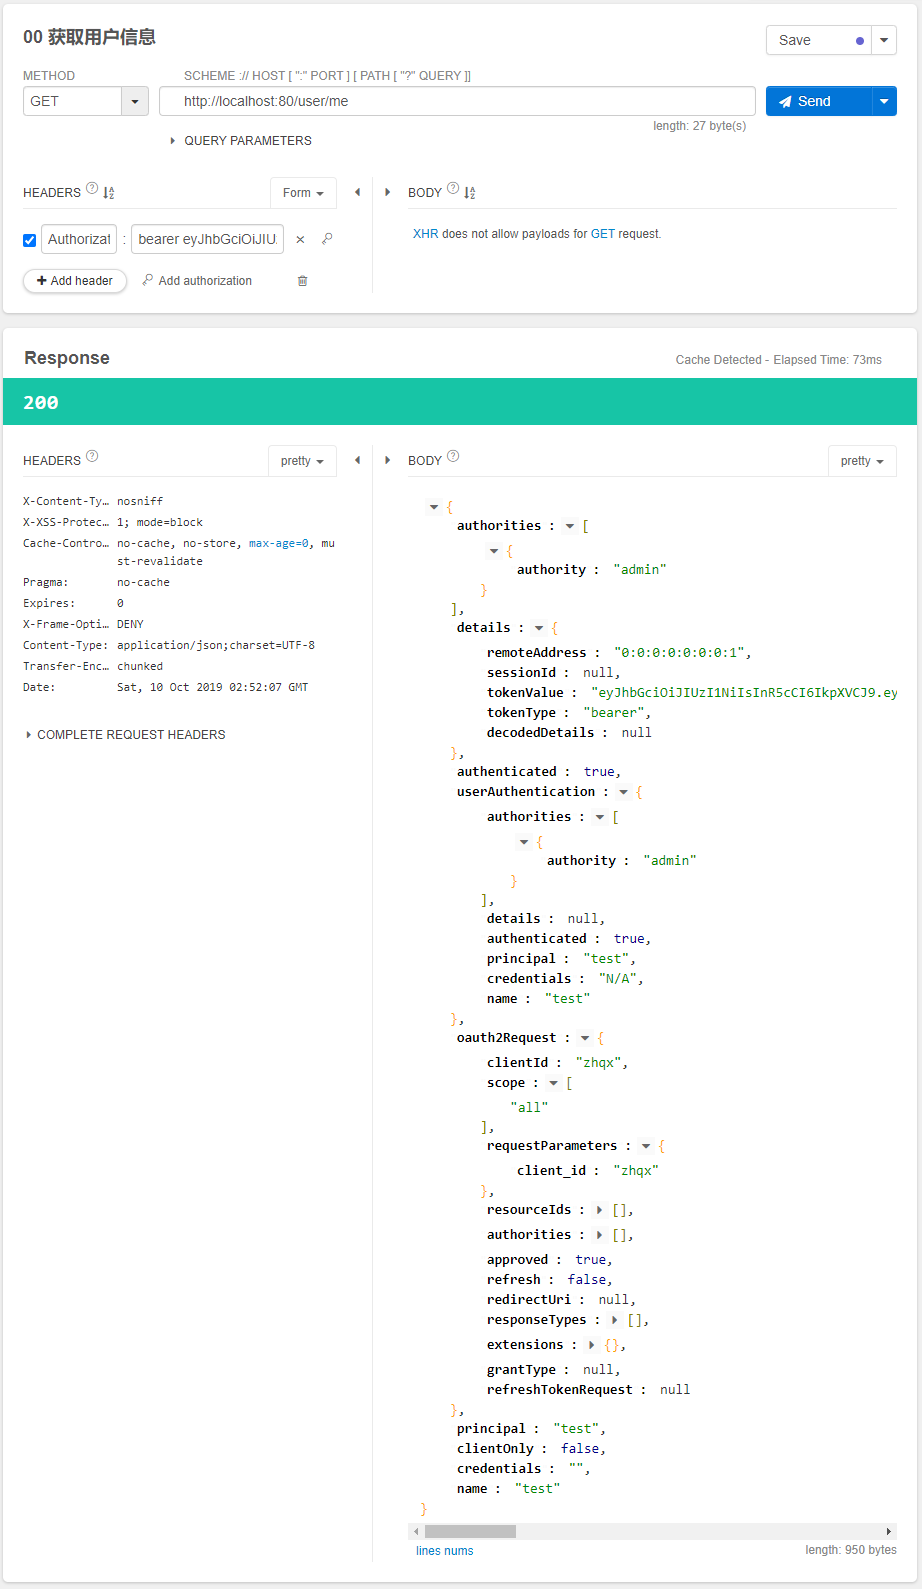 00 获取用户信息
Save
METHOD
SCHEME :// HOST [ ":" PORT ] [ PATH [ "?" QUERY ]]
GET
http://localhost:80/user/me
Send
length: 27 byte(s)
QUERY PARAMETERS
HEADERS ? Form
BODY ?
Authorizat : bearer eyJhbGciOiJIUz
XHR does not allow payloads for GET request.
+ Add header
Add authorization
Response
Cache Detected - Elapsed Time: 73ms
200
HEADERS ? pretty
BODY ? pretty
X-Content-Ty... nosniff
X-XSS-Protec... 1; mode=block
Cache-Contro... no-cache, no-store, max-age=0, mu
st-revalidate
Pragma: no-cache
Expires: 0
X-Frame-Opti... DENY
Content-Type: application/json;charset=UTF-8
Transfer-Enc... chunked
Date: Sat, 10 Oct 2019 02:52:07 GMT
COMPLETE REQUEST HEADERS
{
authorities : [
{
authority : "admin"
}
],
details : {
remoteAddress : "0:0:0:0:0:0:0:1",
sessionId : null,
tokenValue : "eyJhbGciOiJIUzI1NiIsInR5cCI6IkpXVCJ9.ey
tokenType : "bearer",
decodedDetails : null
},
authenticated : true,
userAuthentication : {
authorities : [
{
authority : "admin"
}
],
details : null,
authenticated : true,
principal : "test",
credentials : "N/A",
name : "test"
},
oauth2Request : {
clientId : "zhqx",
scope : [
"all"
],
requestParameters : {
client_id : "zhqx"
},
resourceIds : [],
authorities : [],
approved : true,
refresh : false,
redirectUri : null,
responseTypes : [],
extensions : {},
grantType : null,
refreshTokenRequest : null
},
principal : "test",
clientOnly : false,
credentials : "",
name : "test"
}
lines nums
length: 950 bytes